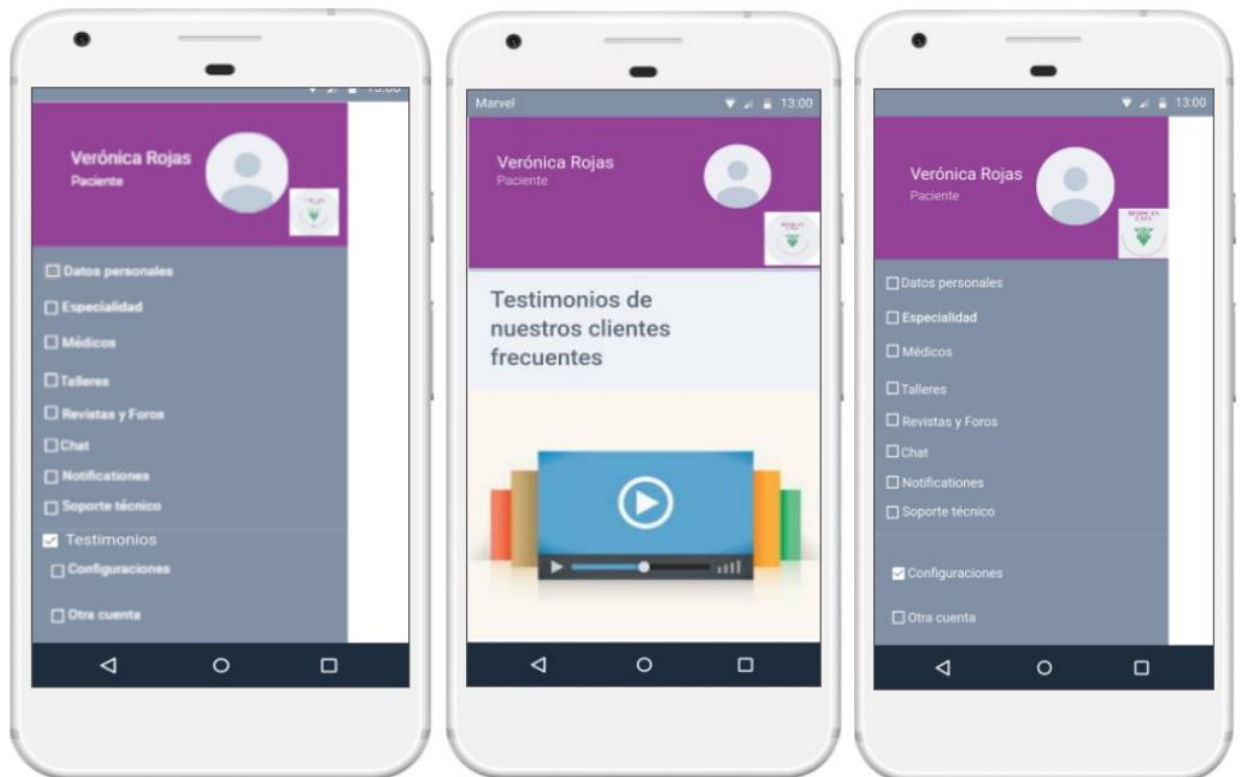 13:00
Verónica Rojas
Paciente
Datos personales
Especialidad
Médicos
Talleres
Revistas y Foros
Chat
Notificationes
Soporte técnico
Testimonios
Configuraciones
Otra cuenta
Marvel
13:00
Verónica Rojas
Paciente
Testimonios de
nuestros clientes
frecuentes
13:00
Verónica Rojas
Paciente
Datos personales
Especialidad
Médicos
Talleres
Revistas y Foros
Chat
Notificationes
Soporte técnico
Configuraciones
Otra cuenta